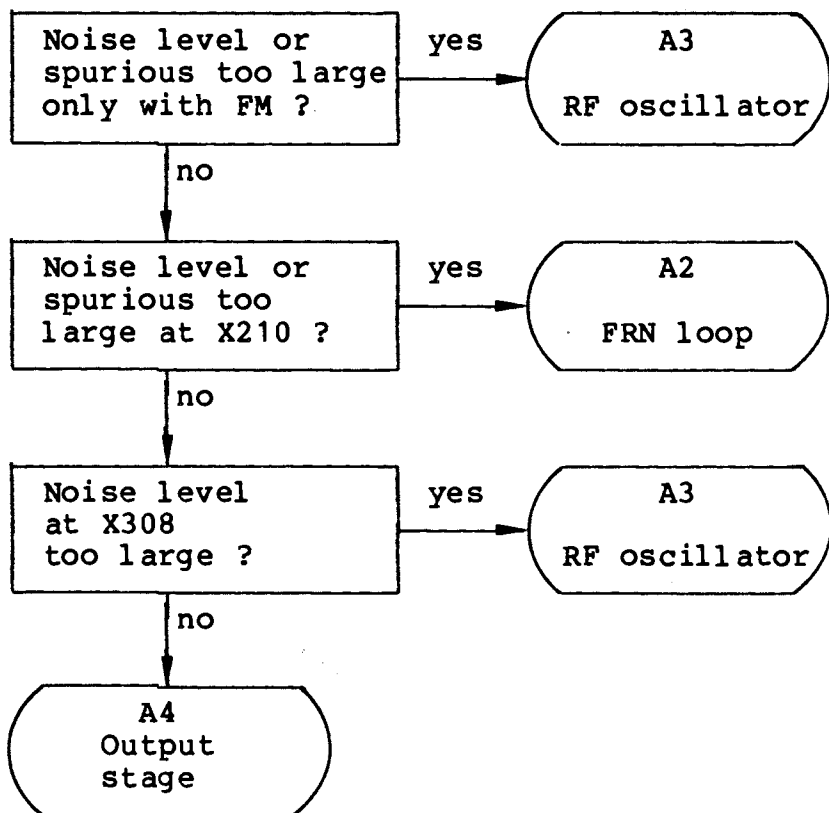 Noise level or
spurious too large
only with FM ?
yes
A3
RF oscillator
no
Noise level or
spurious too
large at X210 ?
yes
A2
FRN loop
no
Noise level
at X308
too large ?
yes
A3
RF oscillator
no
A4
Output
stage